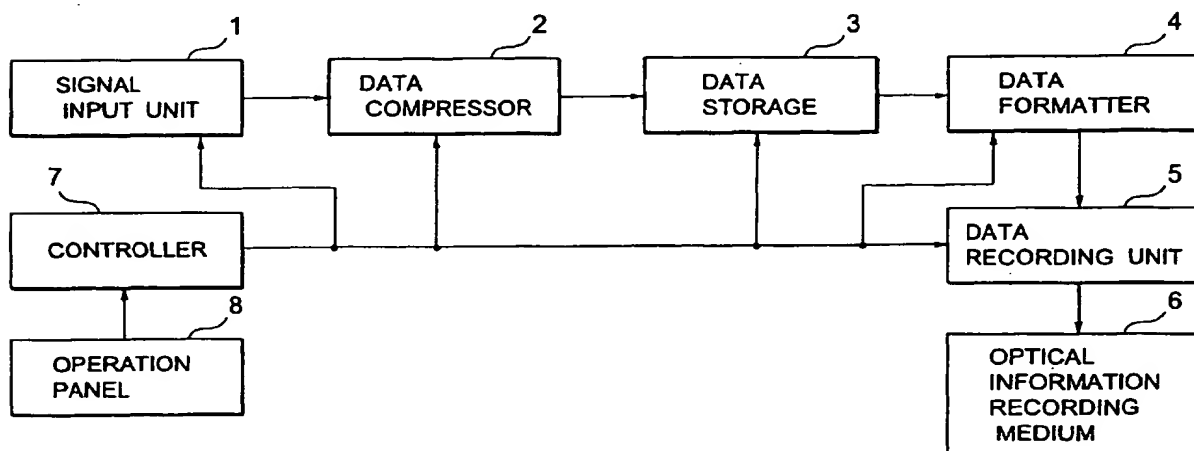 1
SIGNAL
INPUT UNIT
2
DATA
COMPRESSOR
3
DATA
STORAGE
4
DATA
FORMATTER
7
CONTROLLER
5
DATA
RECORDING UNIT
8
OPERATION
PANEL
6
OPTICAL
INFORMATION
RECORDING
MEDIUM